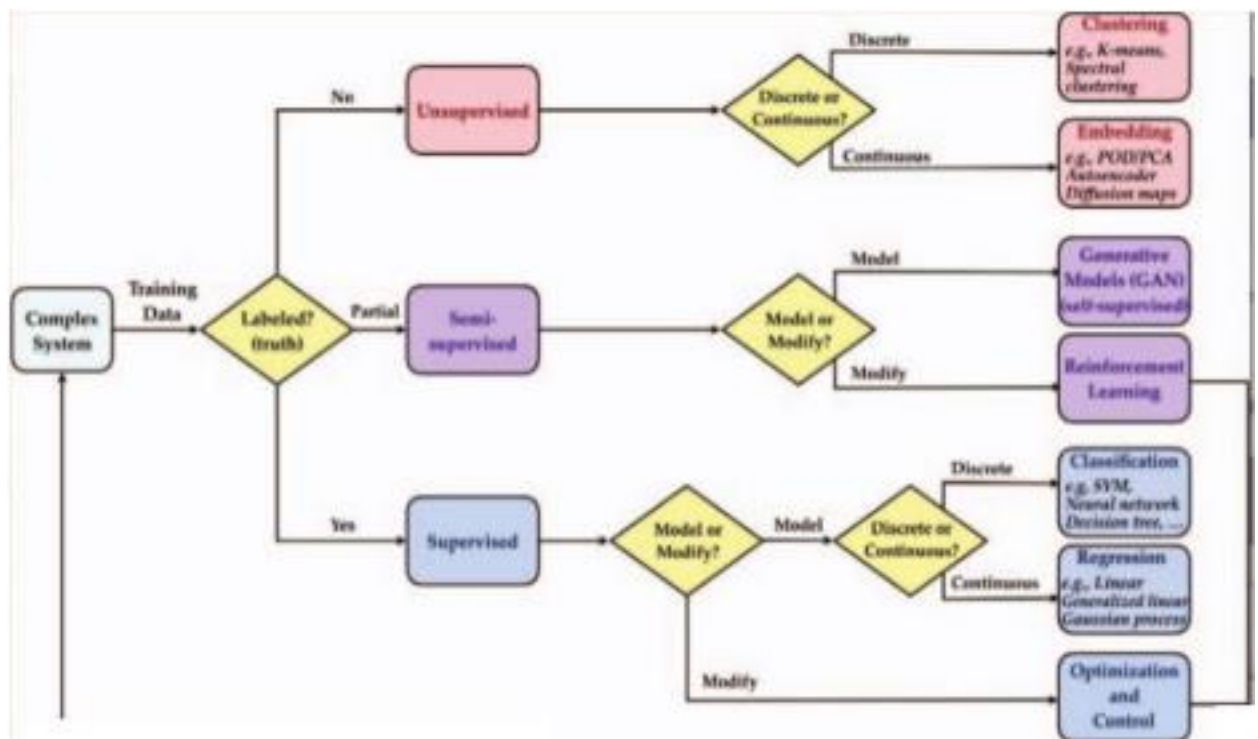 Complex
System
Training
Data
Labeled?
(truth)
No
Unsupervised
Discrete or
Continuous?
Discrete
Clustering
e.g., K-means,
Spectral
clustering
Continuous
Embedding
e.g., POD/PCA
Autoencoder
Diffusion maps
Partial
Semi-
supervised
Model or
Modify?
Model
Generative
Models (GAN)
(self-supervised)
Modify
Reinforcement
Learning
Yes
Supervised
Model or
Modify?
Model
Discrete or
Continuous?
Discrete
Classification
e.g, SYM,
Neural network
Decision tree, ...
Continuous
Regression
e.g., Linear
Generalized linear
Gaussian process
Modify
Optimization
and
Control